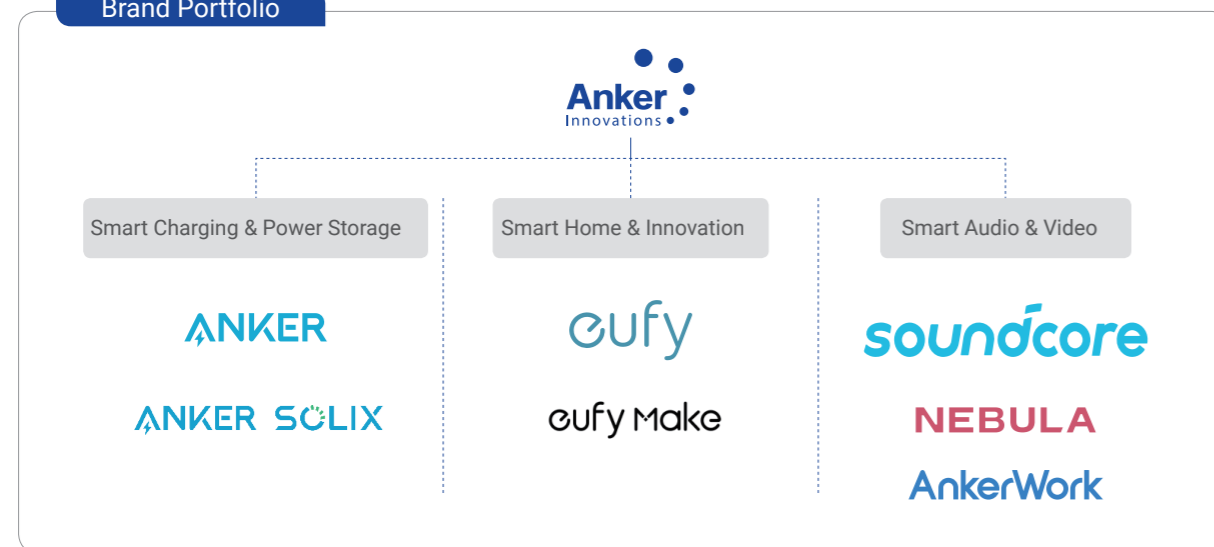 Brand Portfolio
Anker
Innovations
Smart Charging & Power Storage
Smart Home & Innovation
Smart Audio & Video
ANKER
eufy
soundcore
ANKER SOLIX
eufy Make
NEBULA
AnkerWork